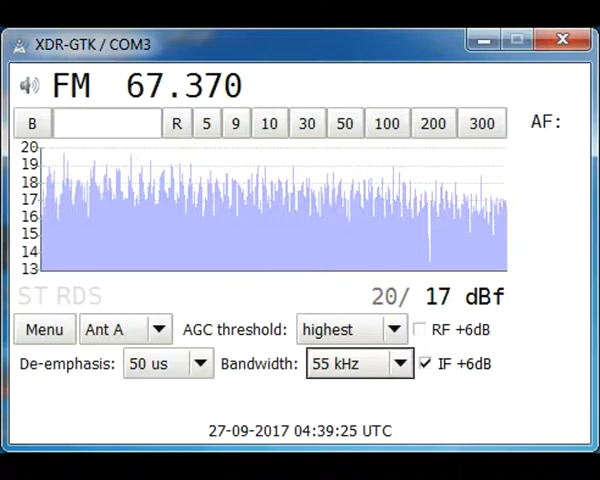 XDR-GTK / COM3
FM 67.370
B R 5 9 10 30 50 100 200 300 AF:
20
19
18
17
16
15
14
13
ST RDS 20/ 17 dBf
Menu Ant A AGC threshold: highest RF +6dB
De-emphasis: 50 us Bandwidth: 55 kHz IF +6dB
27-09-2017 04:39:25 UTC